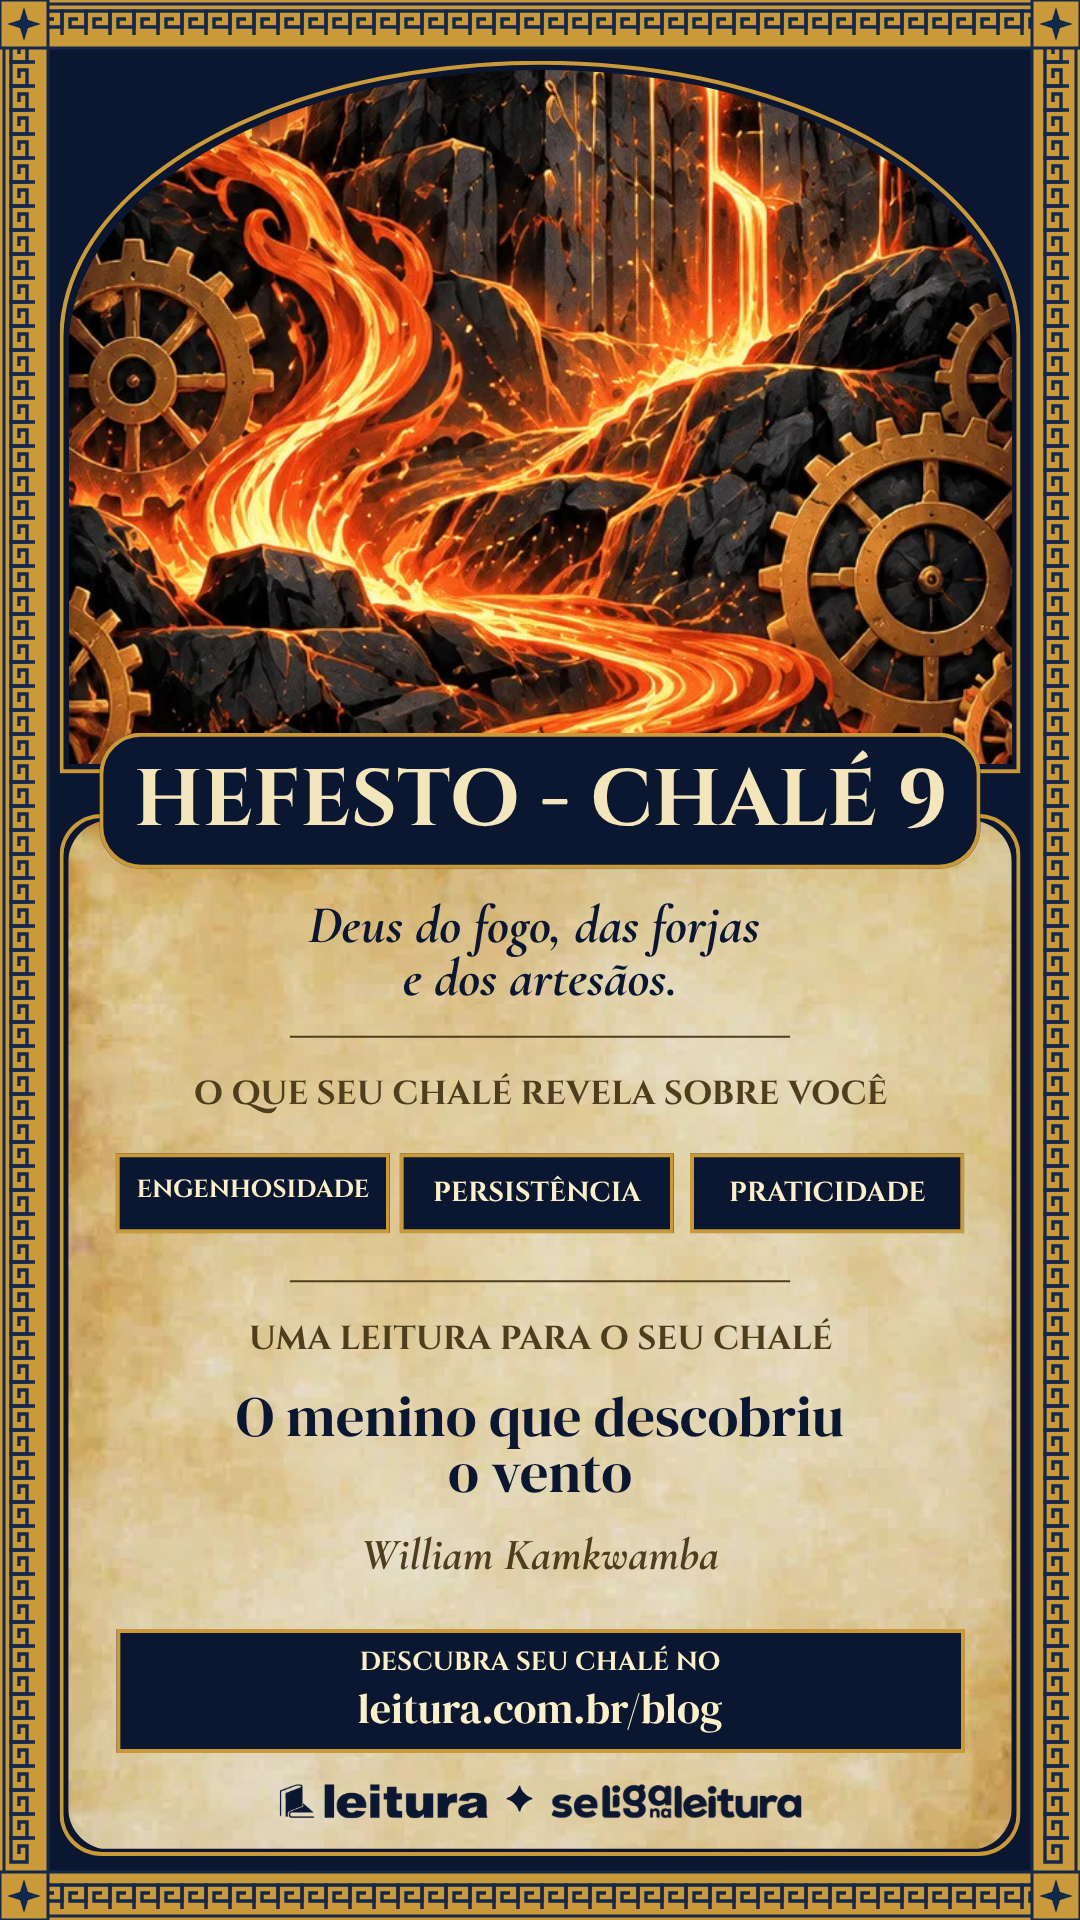 HEFESTO - CHALÉ 9
Deus do fogo, das forjas
e dos artesãos.
O QUE SEU CHALÉ REVELA SOBRE VOCÊ
ENGENHOSIDADE PERSISTÊNCIA PRATICIDADE
UMA LEITURA PARA O SEU CHALÉ
O menino que descobriu
o vento
William Kamkwamba
DESCUBRA SEU CHALÉ NO
leitura.com.br/blog
leitura seliganaleitura